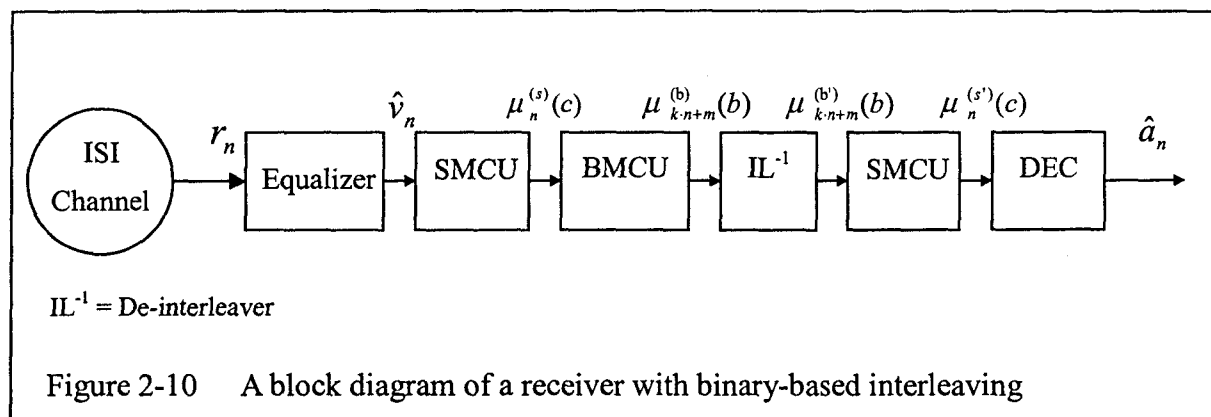 ISI
Channel
r_n
Equalizer
v̂_n
SMCU
μ_n^(s)(c)
BMCU
μ_{k·n+m}^(b)(b)
IL⁻¹
μ_{k·n+m}^(b')(b)
SMCU
μ_n^(s')(c)
DEC
â_n
IL⁻¹ = De-interleaver
Figure 2-10 A block diagram of a receiver with binary-based interleaving